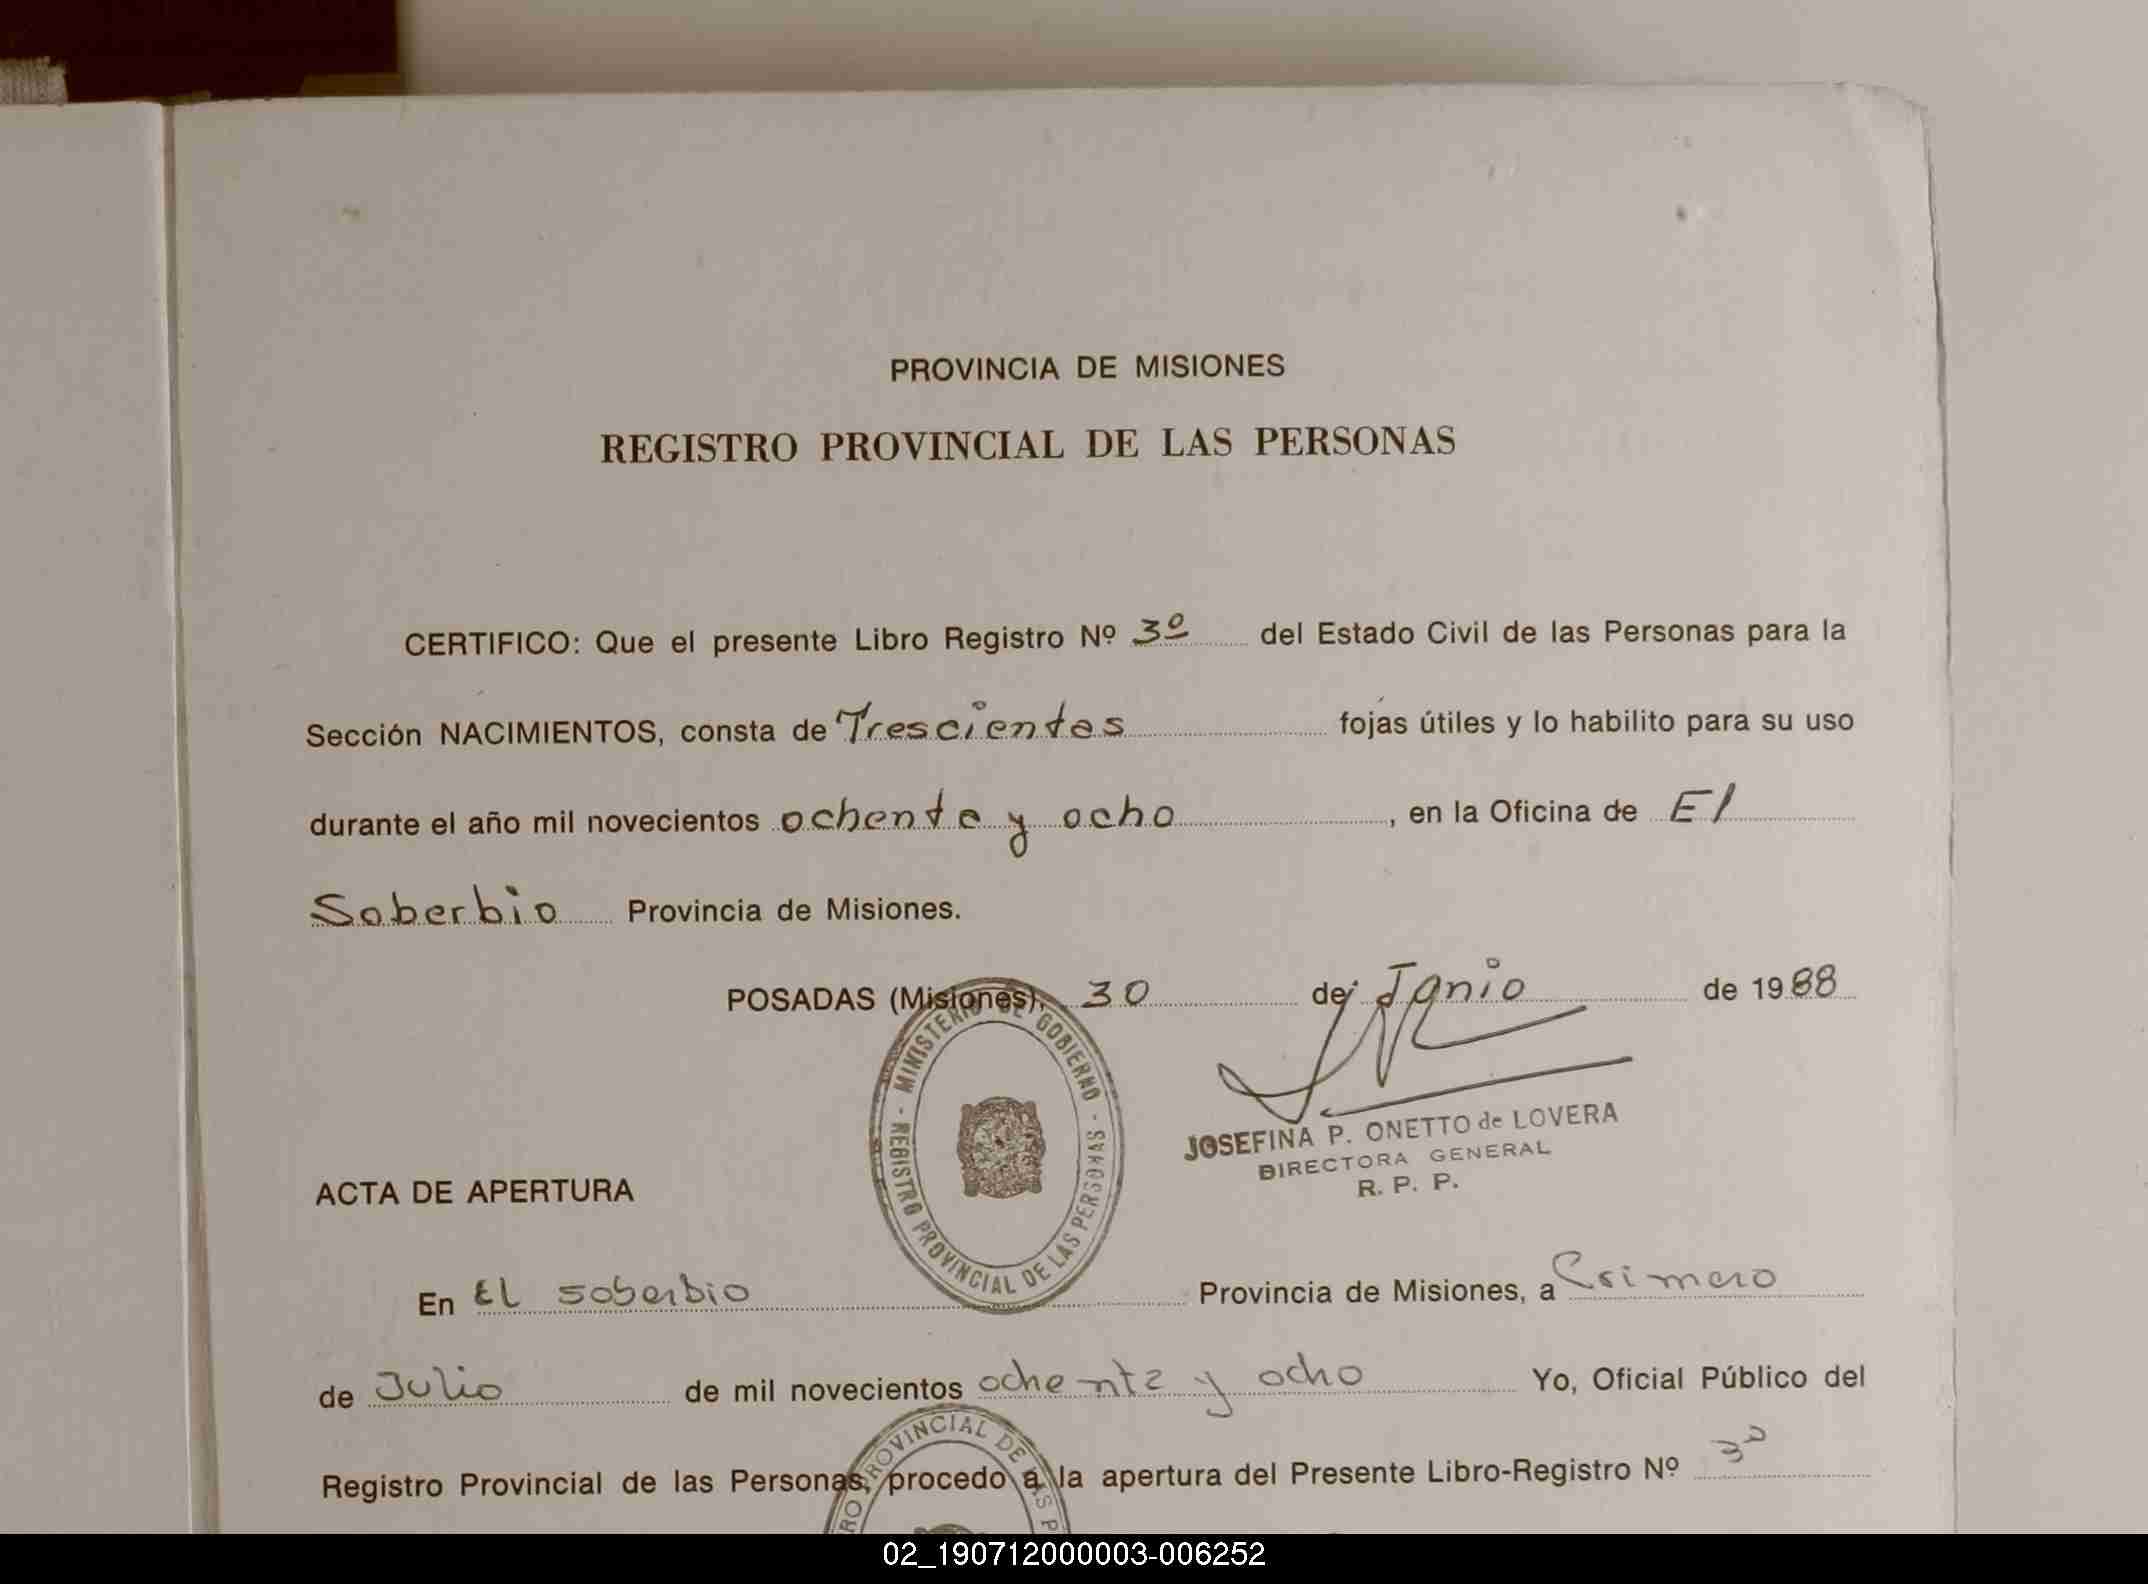 PROVINCIA DE MISIONES
REGISTRO PROVINCIAL DE LAS PERSONAS
CERTIFICO: Que el presente Libro Registro Nº 3º del Estado Civil de las Personas para la
Sección NACIMIENTOS, consta de Trescientas fojas útiles y lo habilito para su uso
durante el año mil novecientos ochenta y ocho, en la Oficina de El
Soberbio Provincia de Misiones.
POSADAS (Misiones), 30 de Junio de 1988
MINISTERIO DE GOBIERNO - REGISTRO PROVINCIAL DE LAS PERSONAS -
JOSEFINA P. ONETTO de LOVERA
DIRECTORA GENERAL
R. P. P.
ACTA DE APERTURA
En El soberbio Provincia de Misiones, a Primero
de Julio de mil novecientos ochenta y ocho Yo, Oficial Público del
Registro Provincial de las Personas, procedo a la apertura del Presente Libro-Registro Nº 3º
PROVINCIAL DE LAS
02_190712000003-006252